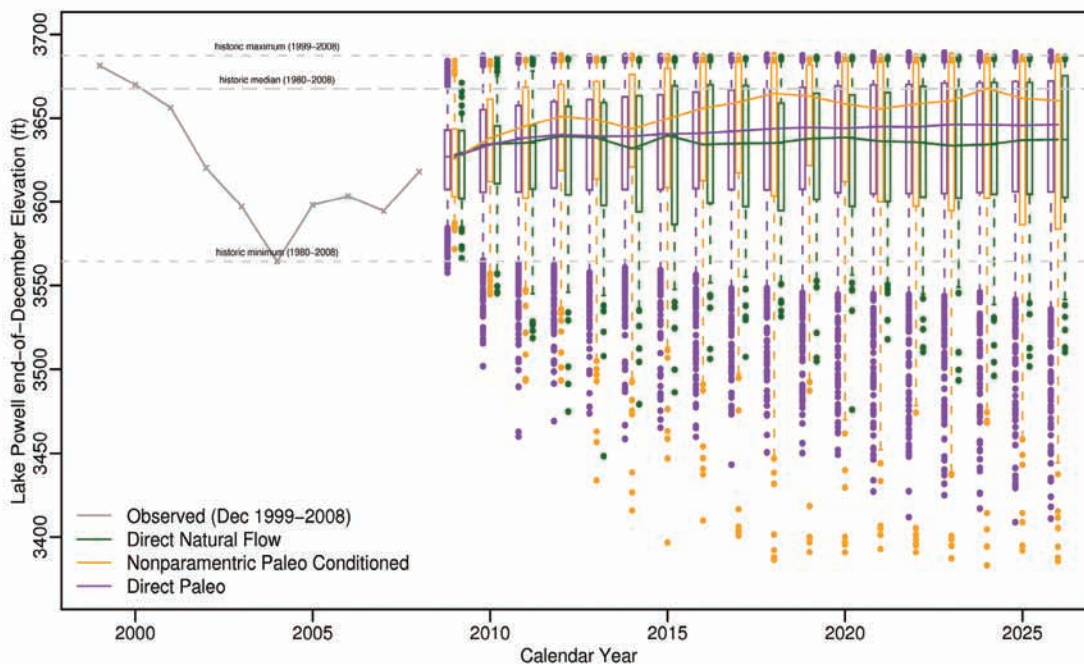 3700
3650
3600
3550
3500
3450
3400
Lake Powell end-of-December Elevation (ft)
historic maximum (1999-2008)
historic median (1980-2008)
historic minimum (1980-2008)
Observed (Dec 1999-2008)
Direct Natural Flow
Nonparamentric Paleo Conditioned
Direct Paleo
2000
2005
2010
2015
2020
2025
Calendar Year